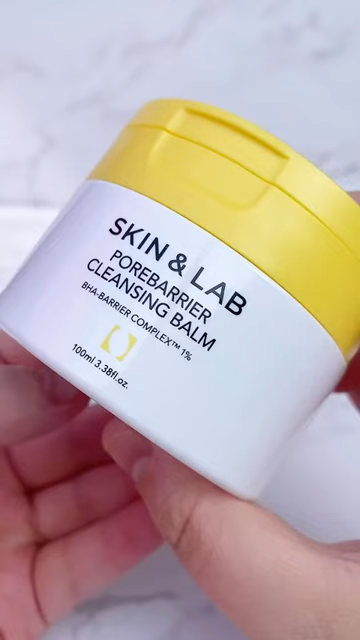 SKIN & LAB
POREBARRIER
CLEANSING BALM
BHA-BARRIER COMPLEX™ 1%
100ml 3.38fl.oz.